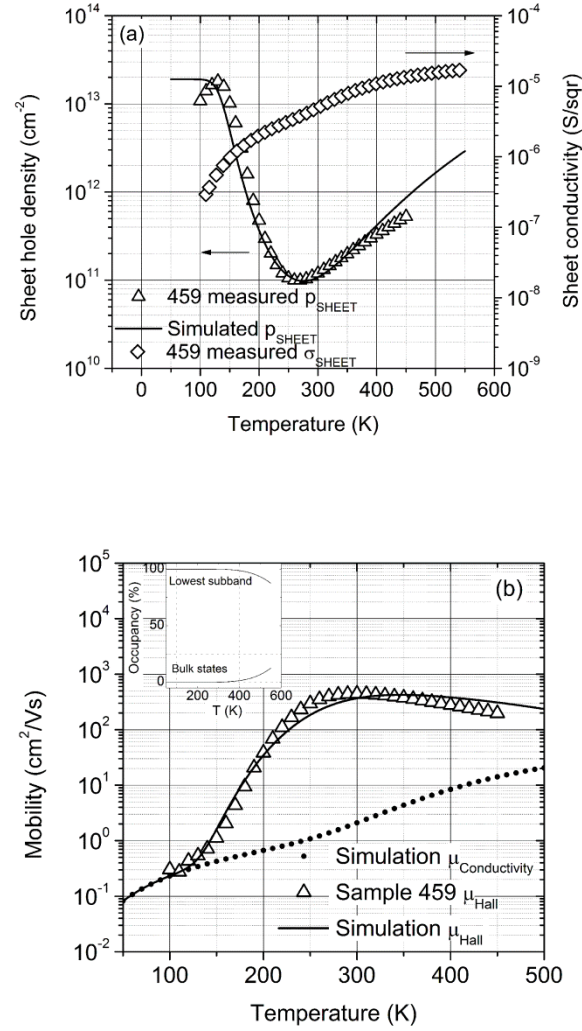 (a)
10^14
10^13
10^12
10^11
10^10
Sheet hole density (cm^-2)
10^-4
10^-5
10^-6
10^-7
10^-8
10^-9
Sheet conductivity (S/sqr)
459 measured p_SHEET
Simulated p_SHEET
459 measured σ_SHEET
0 100 200 300 400 500 600
Temperature (K)
(b)
10^5
10^4
10^3
10^2
10^1
10^0
10^-1
10^-2
Mobility (cm^2/Vs)
100
50
0
Occupancy (%)
Lowest subband
Bulk states
200 400 600
T (K)
Simulation μ_Conductivity
Sample 459 μ_Hall
Simulation μ_Hall
100 200 300 400 500
Temperature (K)